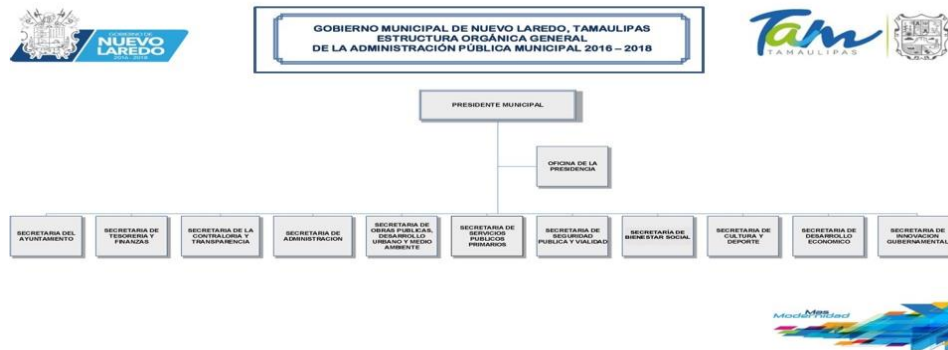 GOBIERNO DE
NUEVO
LAREDO
2016 - 2018
GOBIERNO MUNICIPAL DE NUEVO LAREDO, TAMAULIPAS
ESTRUCTURA ORGÁNICA GENERAL
DE LA ADMINISTRACIÓN PÚBLICA MUNICIPAL 2016 – 2018
Tam
TAMAULIPAS
PRESIDENTE MUNICIPAL
OFICINA DE LA
PRESIDENCIA
SECRETARIA DEL
AYUNTAMIENTO
SECRETARIA DE
TESORERIA Y
FINANZAS
SECRETARIA DE LA
CONTRALORIA Y
TRANSPARENCIA
SECRETARIA DE
ADMINISTRACION
SECRETARIA DE
OBRAS PUBLICAS,
DESARROLLO
URBANO Y MEDIO
AMBIENTE
SECRETARIA DE
SERVICIOS
PUBLICOS
PRIMARIOS
SECRETARIA DE
SEGURIDAD
PUBLICA Y VIALIDAD
SECRETARÍA DE
BIENESTAR SOCIAL
SECRETARIA DE
CULTURA Y
DEPORTE
SECRETARIA DE
DESARROLLO
ECONOMICO
SECRETARIA DE
INNOVACION
GUBERNAMENTAL
Más
Modernidad